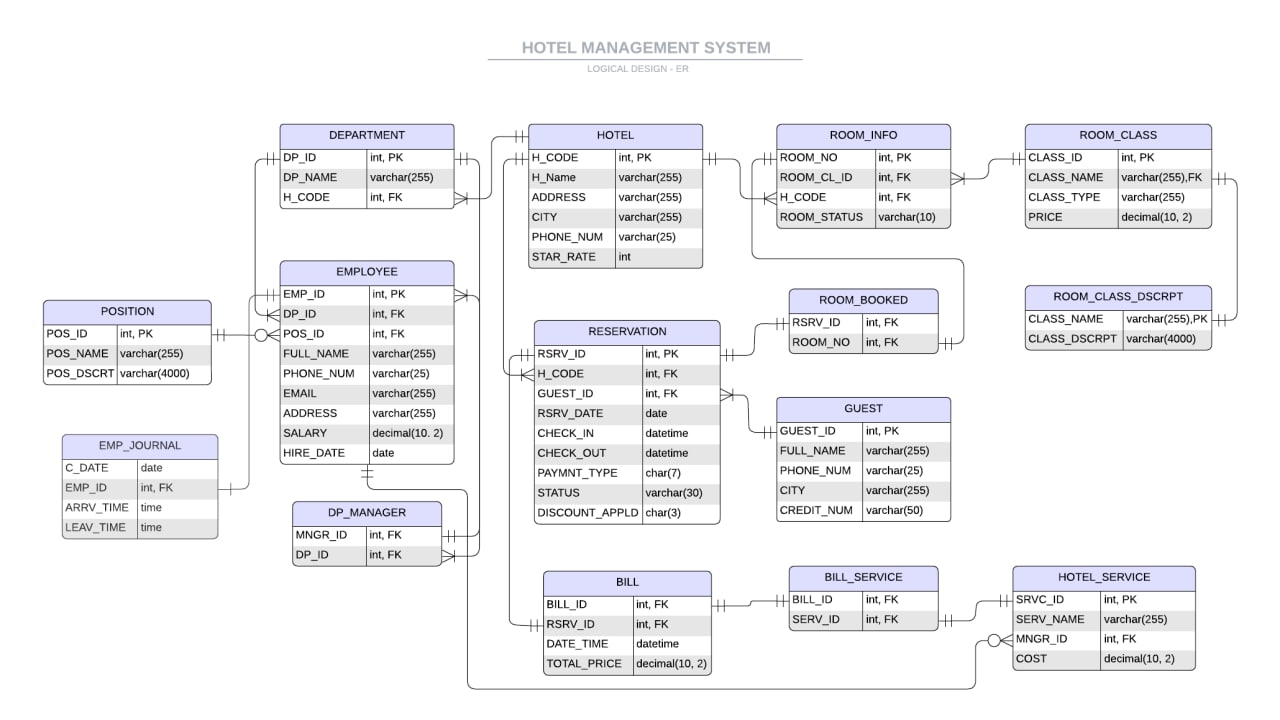 HOTEL MANAGEMENT SYSTEM
LOGICAL DESIGN - ER
DEPARTMENT
DP_ID int, PK
DP_NAME varchar(255)
H_CODE int, FK
HOTEL
H_CODE int, PK
H_Name varchar(255)
ADDRESS varchar(255)
CITY varchar(255)
PHONE_NUM varchar(25)
STAR_RATE int
ROOM_INFO
ROOM_NO int, PK
ROOM_CL_ID int, FK
H_CODE int, FK
ROOM_STATUS varchar(10)
ROOM_CLASS
CLASS_ID int, PK
CLASS_NAME varchar(255),FK
CLASS_TYPE varchar(255)
PRICE decimal(10, 2)
POSITION
POS_ID int, PK
POS_NAME varchar(255)
POS_DSCRT varchar(4000)
EMPLOYEE
EMP_ID int, PK
DP_ID int, FK
POS_ID int, FK
FULL_NAME varchar(255)
PHONE_NUM varchar(25)
EMAIL varchar(255)
ADDRESS varchar(255)
SALARY decimal(10. 2)
HIRE_DATE date
RESERVATION
RSRV_ID int, PK
H_CODE int, FK
GUEST_ID int, FK
RSRV_DATE date
CHECK_IN datetime
CHECK_OUT datetime
PAYMNT_TYPE char(7)
STATUS varchar(30)
DISCOUNT_APPLD char(3)
ROOM_BOOKED
RSRV_ID int, FK
ROOM_NO int, FK
ROOM_CLASS_DSCRPT
CLASS_NAME varchar(255),PK
CLASS_DSCRPT varchar(4000)
GUEST
GUEST_ID int, PK
FULL_NAME varchar(255)
PHONE_NUM varchar(25)
CITY varchar(255)
CREDIT_NUM varchar(50)
EMP_JOURNAL
C_DATE date
EMP_ID int, FK
ARRV_TIME time
LEAV_TIME time
DP_MANAGER
MNGR_ID int, FK
DP_ID int, FK
BILL
BILL_ID int, FK
RSRV_ID int, FK
DATE_TIME datetime
TOTAL_PRICE decimal(10, 2)
BILL_SERVICE
BILL_ID int, FK
SERV_ID int, FK
HOTEL_SERVICE
SRVC_ID int, PK
SERV_NAME varchar(255)
MNGR_ID int, FK
COST decimal(10, 2)